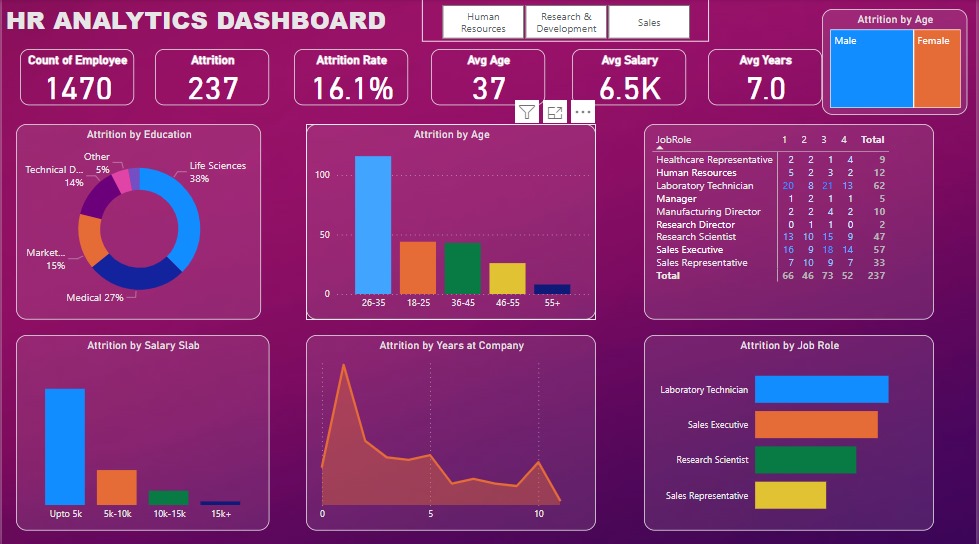 HR ANALYTICS DASHBOARD
Human
Resources
Research &
Development
Sales
Attrition by Age
Male
Female
Count of Employee
1470
Attrition
237
Attrition Rate
16.1%
Avg Age
37
Avg Salary
6.5K
Avg Years
7.0
Attrition by Education
Other
5%
Technical D...
14%
Market...
15%
Medical 27%
Life Sciences
38%
Attrition by Age
100
50
0
26-35 18-25 36-45 46-55 55+
JobRole 1 2 3 4 Total
Healthcare Representative 2 2 1 4 9
Human Resources 5 2 3 2 12
Laboratory Technician 20 8 21 13 62
Manager 1 2 1 1 5
Manufacturing Director 2 2 4 2 10
Research Director 0 1 1 0 2
Research Scientist 13 10 15 9 47
Sales Executive 16 9 18 14 57
Sales Representative 7 10 9 7 33
Total 66 46 73 52 237
Attrition by Salary Slab
Upto 5k 5k-10k 10k-15k 15k+
Attrition by Years at Company
0 5 10
Attrition by Job Role
Laboratory Technician
Sales Executive
Research Scientist
Sales Representative